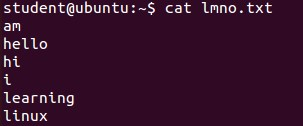 student@ubuntu:~$ cat lmno.txt
am
hello
hi
i
learning
linux